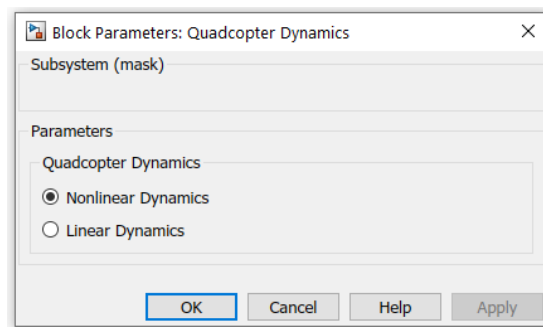 Block Parameters: Quadcopter Dynamics
Subsystem (mask)
Parameters
Quadcopter Dynamics
Nonlinear Dynamics
Linear Dynamics
OK Cancel Help Apply